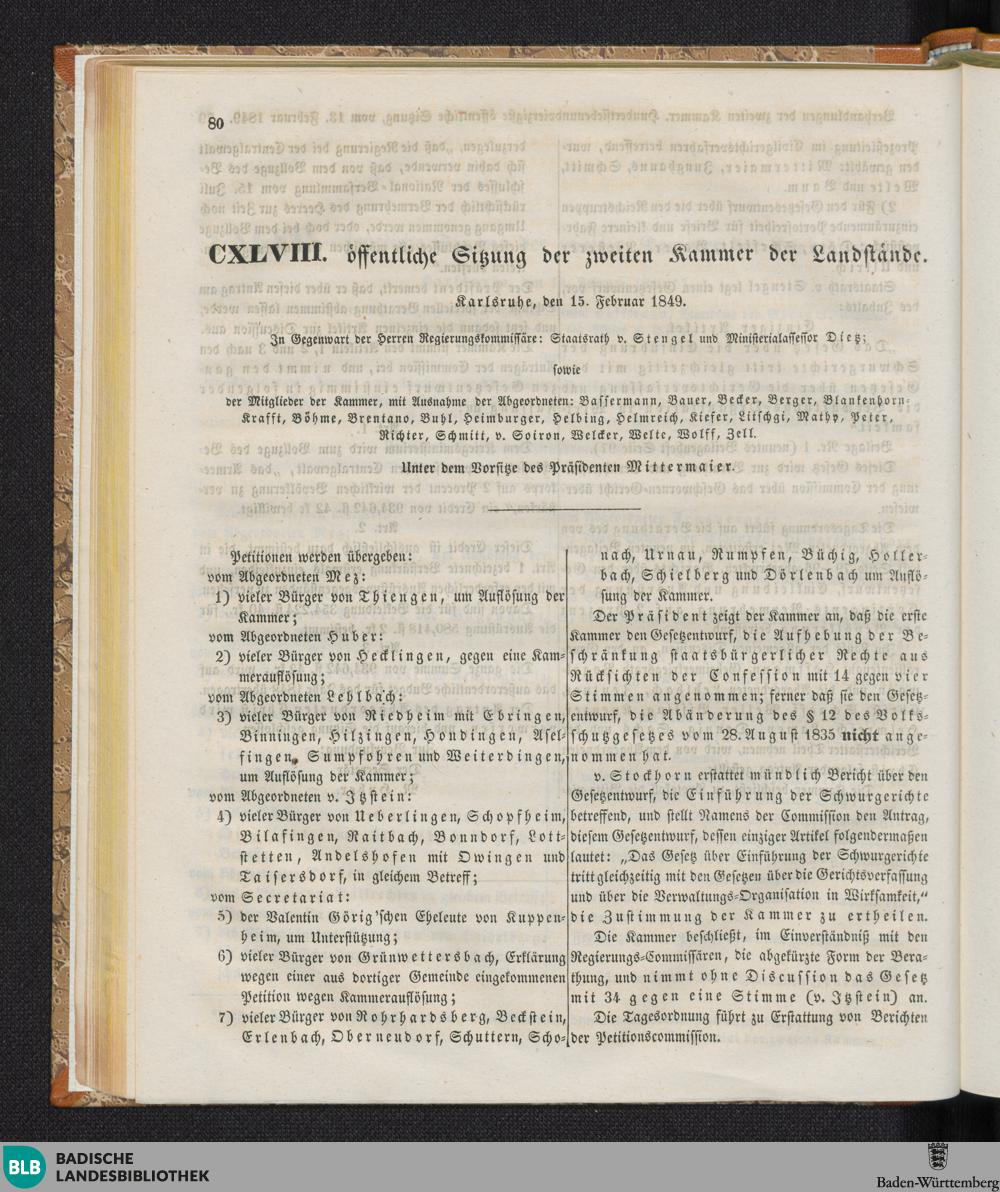 80
CXLVIII. öffentliche Sitzung der zweiten Kammer der Landstände.
Karlsruhe, den 15. Februar 1849.
In Gegenwart der Herren Regierungskommissäre: Staatsrath v. Stengel und Ministerialassessor Dietz;
sowie
der Mitglieder der Kammer, mit Ausnahme der Abgeordneten: Bassermann, Bauer, Becker, Berger, Blankenhorn-
Krafft, Böhme, Brentano, Buhl, Heimburger, Helbing, Helmreich, Kiefer, Litschgi, Mathy, Peter,
Richter, Schmitt, v. Soiron, Welcker, Welte, Wolff, Zell.
Unter dem Vorsitze des Präsidenten Mittermaier.
Petitionen werden übergeben:
vom Abgeordneten Mez:
1) vieler Bürger von Thiengen, um Auflösung der
Kammer;
vom Abgeordneten Huber:
2) vieler Bürger von Hecklingen, gegen eine Kam-
merauflösung;
vom Abgeordneten Lehlbach:
3) vieler Bürger von Riedheim mit Ebringen,
Binningen, Hilzingen, Hondingen, Asel-
fingen, Sumpfohren und Weiterdingen,
um Auflösung der Kammer;
vom Abgeordneten v. Itzstein:
4) vieler Bürger von Ueberlingen, Schopfheim,
Bilafingen, Raitbach, Bonndorf, Lott-
stetten, Andelshofen mit Owingen und
Taisersdorf, in gleichem Betreff;
vom Secretariat:
5) der Valentin Görig'schen Eheleute von Kuppen-
heim, um Unterstützung;
6) vieler Bürger von Grünwettersbach, Erklärung
wegen einer aus dortiger Gemeinde eingekommenen
Petition wegen Kammerauflösung;
7) vieler Bürger von Rohrhardsberg, Beckstein,
Erlenbach, Oberneudorf, Schuttern, Scho-
nach, Urnau, Rumpfen, Büchig, Holler-
bach, Schielberg und Dörlenbach um Auflö-
sung der Kammer.
Der Präsident zeigt der Kammer an, daß die erste
Kammer den Gesetzentwurf, die Aufhebung der Be-
schränkung staatsbürgerlicher Rechte aus
Rücksichten der Confession mit 14 gegen vier
Stimmen angenommen; ferner daß sie den Gesetz-
entwurf, die Abänderung des § 12 des Volks-
schutzgesetzes vom 28. August 1835 nicht ange-
nommen hat.
v. Stockhorn erstattet mündlich Bericht über den
Gesetzentwurf, die Einführung der Schwurgerichte
betreffend, und stellt Namens der Commission den Antrag,
diesem Gesetzentwurf, dessen einziger Artikel folgendermaßen
lautet: „Das Gesetz über Einführung der Schwurgerichte
tritt gleichzeitig mit den Gesetzen über die Gerichtsverfassung
und über die Verwaltungs-Organisation in Wirksamkeit,“
die Zustimmung der Kammer zu ertheilen.
Die Kammer beschließt, im Einverständniß mit den
Regierungs-Commissären, die abgekürzte Form der Bera-
thung, und nimmt ohne Discussion das Gesetz
mit 34 gegen eine Stimme (v. Itzstein) an.
Die Tagesordnung führt zu Erstattung von Berichten
der Petitionscommission.
BLB
BADISCHE
LANDESBIBLIOTHEK
Baden-Württemberg